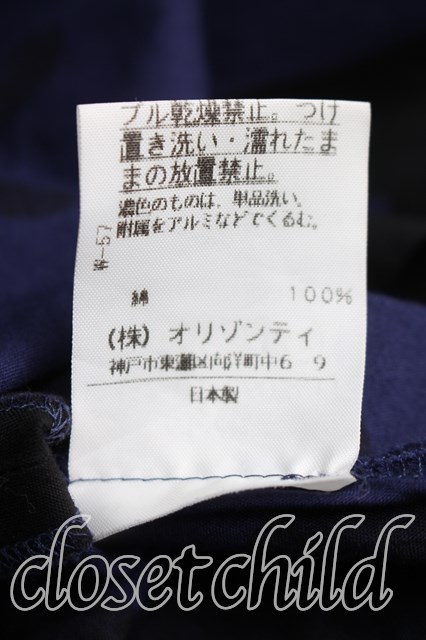 ブル乾燥禁止。つけ
置き洗い・濡れたま
まの放置禁止。
濃色のものは、単品洗い。
附属をアルミなどでくるむ。
W-57
綿 100%
(株) オリゾンティ
神戸市東灘区向洋町中6 9
日本製
closet child